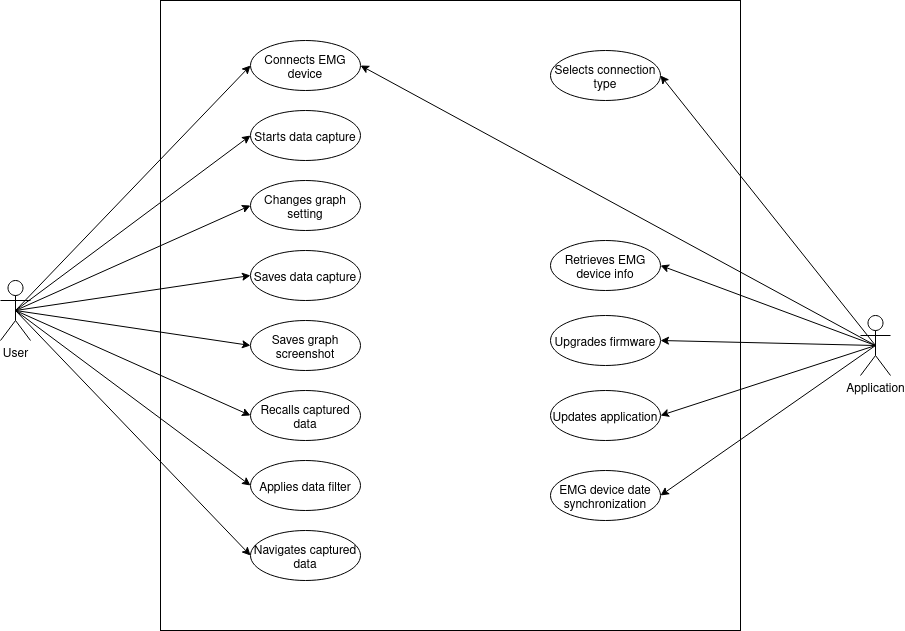 Connects EMG
device
Starts data capture
Changes graph
setting
Saves data capture
Saves graph
screenshot
Recalls captured
data
Applies data filter
Navigates captured
data
Selects connection
type
Retrieves EMG
device info
Upgrades firmware
Updates application
EMG device date
synchronization
User
Application